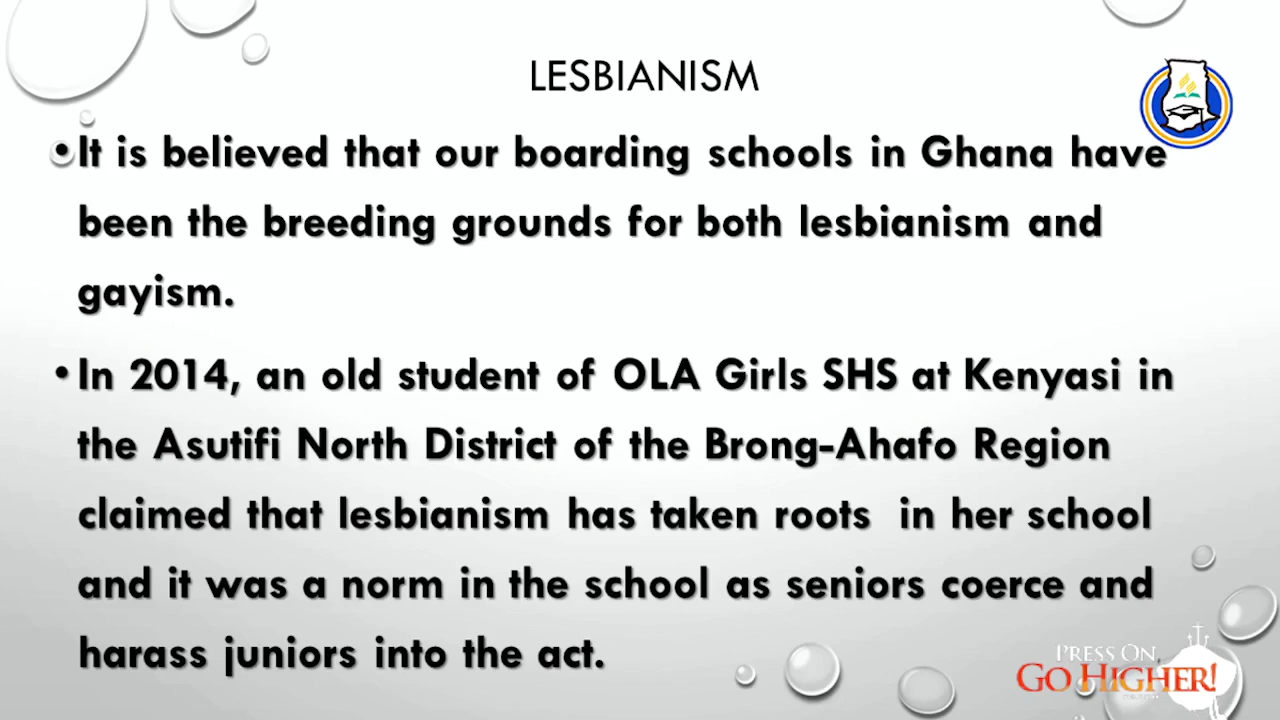 LESBIANISM
• It is believed that our boarding schools in Ghana have
been the breeding grounds for both lesbianism and
gayism.
• In 2014, an old student of OLA Girls SHS at Kenyasi in
the Asutifi North District of the Brong-Ahafo Region
claimed that lesbianism has taken roots  in her school
and it was a norm in the school as seniors coerce and
harass juniors into the act.
PRESS ON,
GO HIGHER!